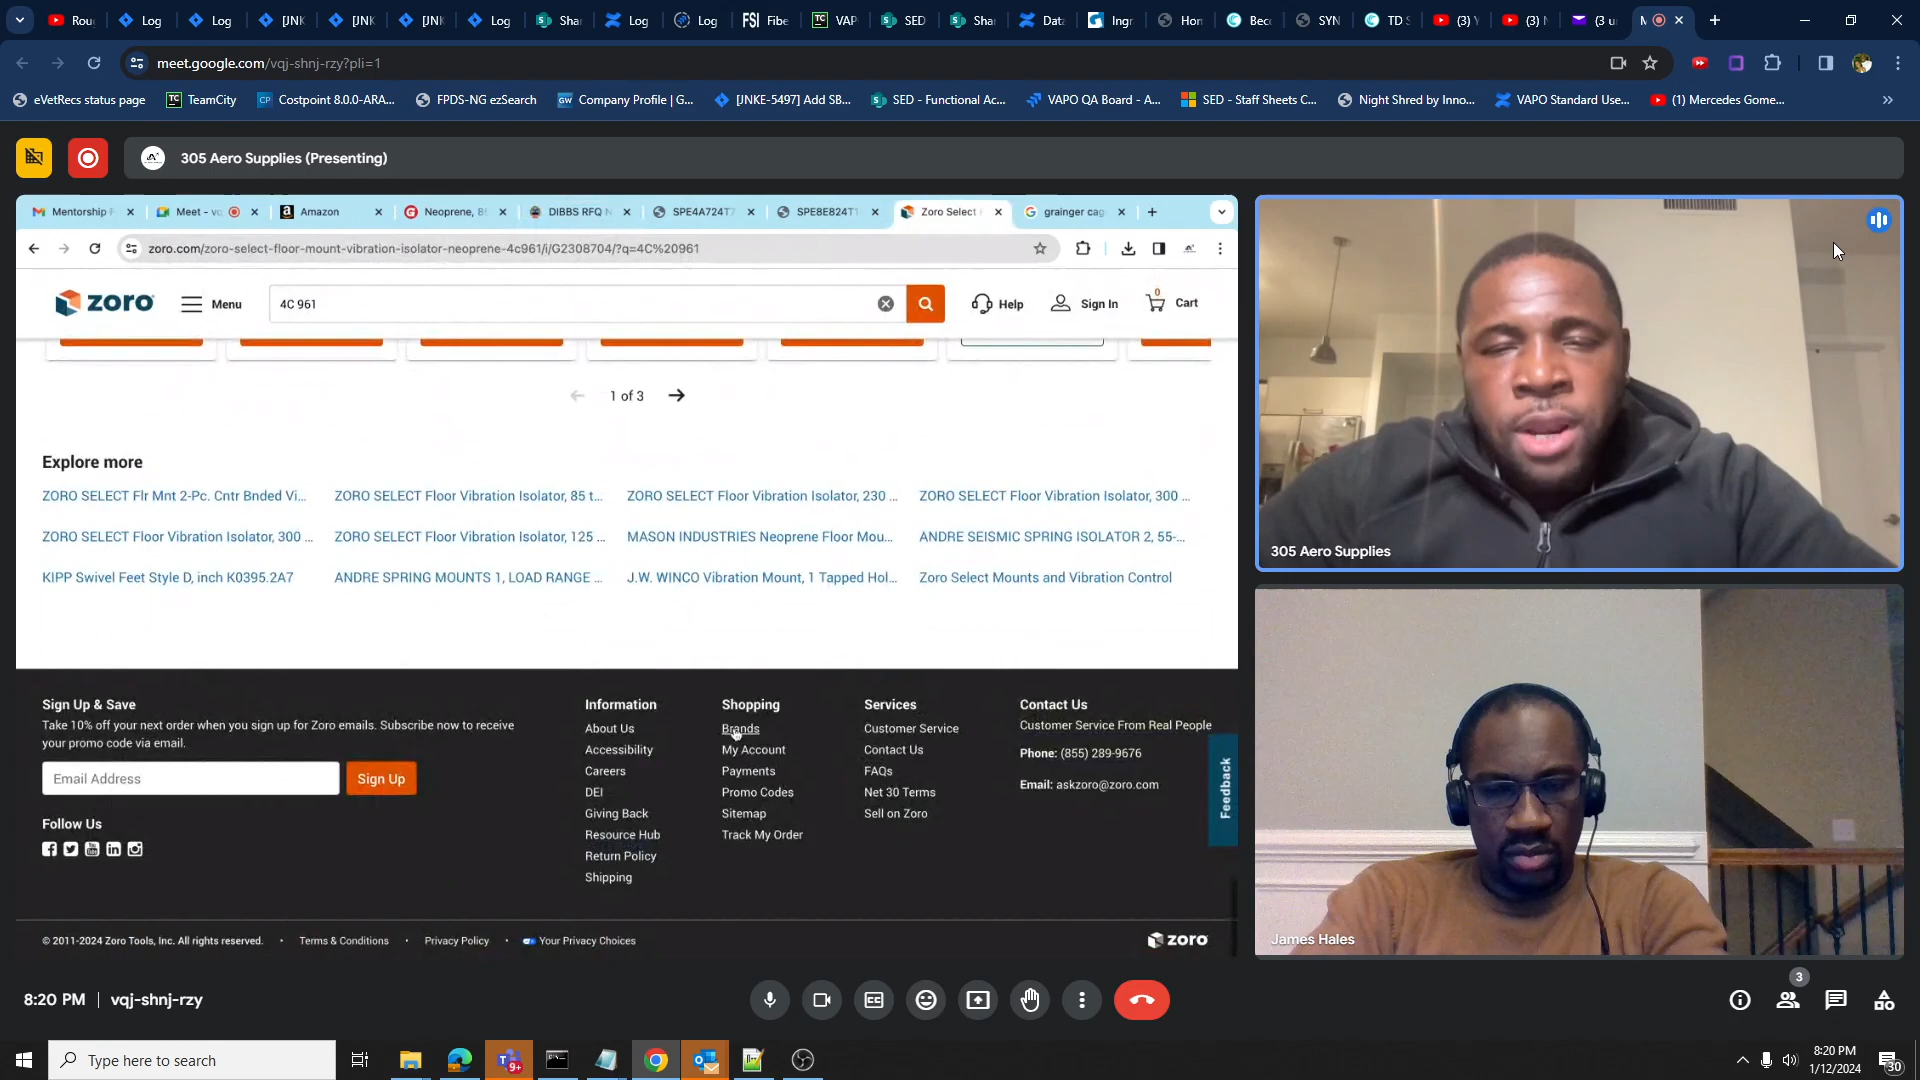 Rou
Log
Log
[JNK
[JNK
[JNK
Log
Shar
Log
Log
FSI
Fibe
VAP
SED
Shar
Data
Ingr
Hon
Becc
SYN
TD S
(3) Y
(3) N
(3 u
M
meet.google.com/vqj-shnj-rzy?pli=1
eVetRecs status page
TeamCity
Costpoint 8.0.0-ARA...
FPDS-NG ezSearch
Company Profile | G...
[JNKE-5497] Add SB...
SED - Functional Ac...
VAPO QA Board - A...
SED - Staff Sheets C...
Night Shred by Inno...
VAPO Standard Use...
(1) Mercedes Gome...
305 Aero Supplies (Presenting)
Mentorship F
Meet - vq
Amazon
Neoprene, 8
DIBBS RFQ N
SPE4A724T7
SPE8E824T1
Zoro Select F
grainger cag
zoro.com/zoro-select-floor-mount-vibration-isolator-neoprene-4c961/i/G2308704/?q=4C%20961
zoro
Menu
4C 961
Help
Sign In
0
Cart
1 of 3
Explore more
ZORO SELECT Flr Mnt 2-Pc. Cntr Bnded Vi...
ZORO SELECT Floor Vibration Isolator, 85 t...
ZORO SELECT Floor Vibration Isolator, 230 ...
ZORO SELECT Floor Vibration Isolator, 300 ...
ZORO SELECT Floor Vibration Isolator, 300 ...
ZORO SELECT Floor Vibration Isolator, 125 ...
MASON INDUSTRIES Neoprene Floor Mou...
ANDRE SEISMIC SPRING ISOLATOR 2, 55-...
KIPP Swivel Feet Style D, inch K0395.2A7
ANDRE SPRING MOUNTS 1, LOAD RANGE ...
J.W. WINCO Vibration Mount, 1 Tapped Hol...
Zoro Select Mounts and Vibration Control
Sign Up & Save
Take 10% off your next order when you sign up for Zoro emails. Subscribe now to receive
your promo code via email.
Email Address
Sign Up
Follow Us
Information
About Us
Accessibility
Careers
DEI
Giving Back
Resource Hub
Return Policy
Shipping
Shopping
Brands
My Account
Payments
Promo Codes
Sitemap
Track My Order
Services
Customer Service
Contact Us
FAQs
Net 30 Terms
Sell on Zoro
Contact Us
Customer Service From Real People
Phone: (855) 289-9676
Email: askzoro@zoro.com
Feedback
© 2011-2024 Zoro Tools, Inc. All rights reserved.
•
Terms & Conditions
•
Privacy Policy
•
Your Privacy Choices
zoro
305 Aero Supplies
James Hales
8:20 PM | vqj-shnj-rzy
3
Type here to search
9+
8:20 PM
1/12/2024
30